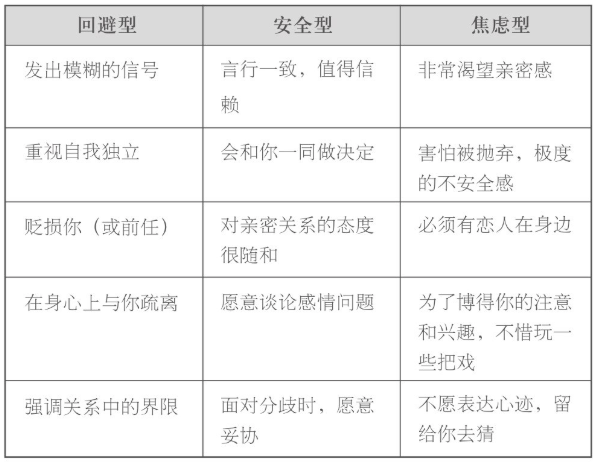 回避型 安全型 焦虑型
发出模糊的信号
言行一致，值得信
赖
非常渴望亲密感
重视自我独立
会和你一同做决定
害怕被抛弃，极度
的不安全感
贬损你（或前任）
对亲密关系的态度
很随和
必须有恋人在身边
在身心上与你疏离
愿意谈论感情问题
为了博得你的注意
和兴趣，不惜玩一
些把戏
强调关系中的界限
面对分歧时，愿意
妥协
不愿表达心迹，留
给你去猜